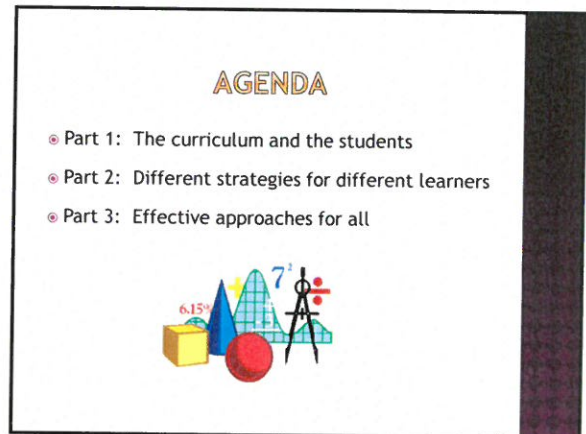 AGENDA
Part 1: The curriculum and the students
Part 2: Different strategies for different learners
Part 3: Effective approaches for all
7²
6.15%